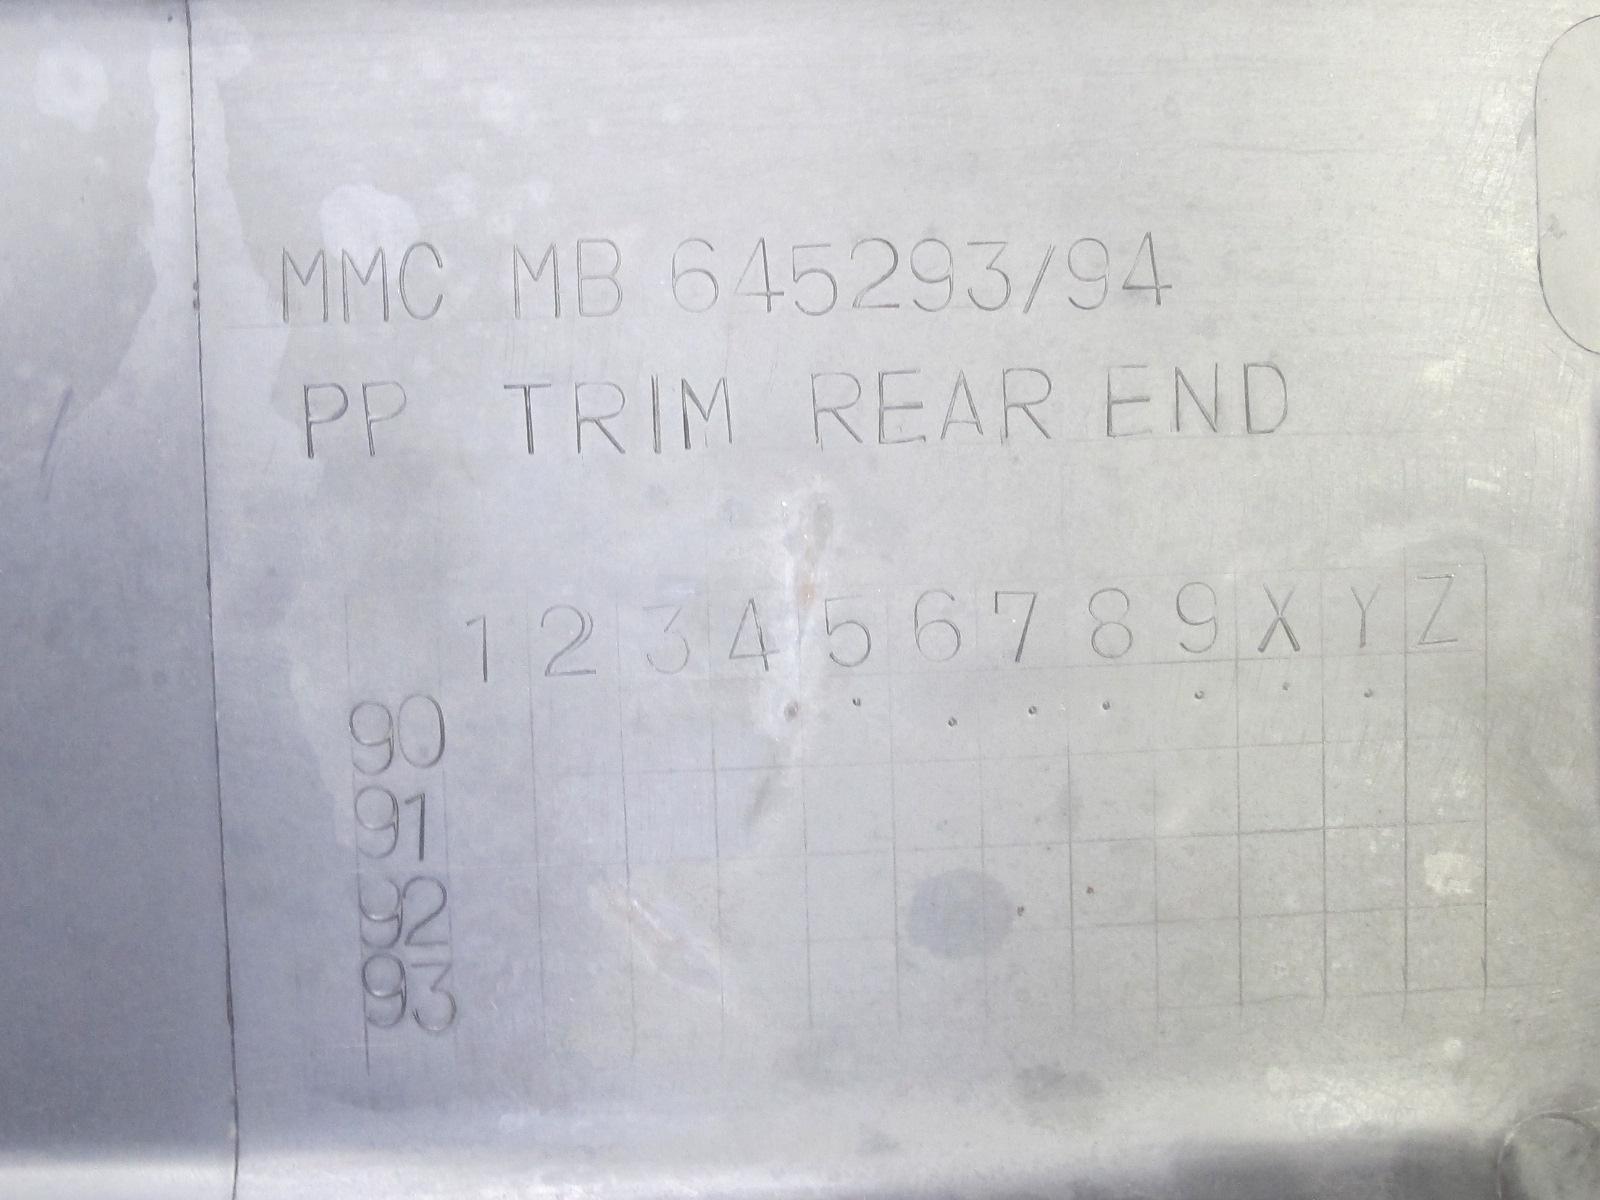 MMC MB 645293/94
PP TRIM REAR END
1 2 3 4 5 6 7 8 9 X Y Z
90
91
92
93